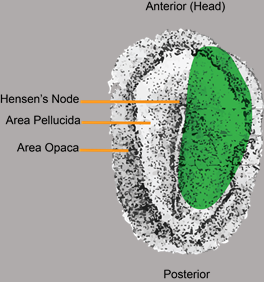 Anterior (Head)
Hensen's Node
Area Pellucida
Area Opaca
Posterior